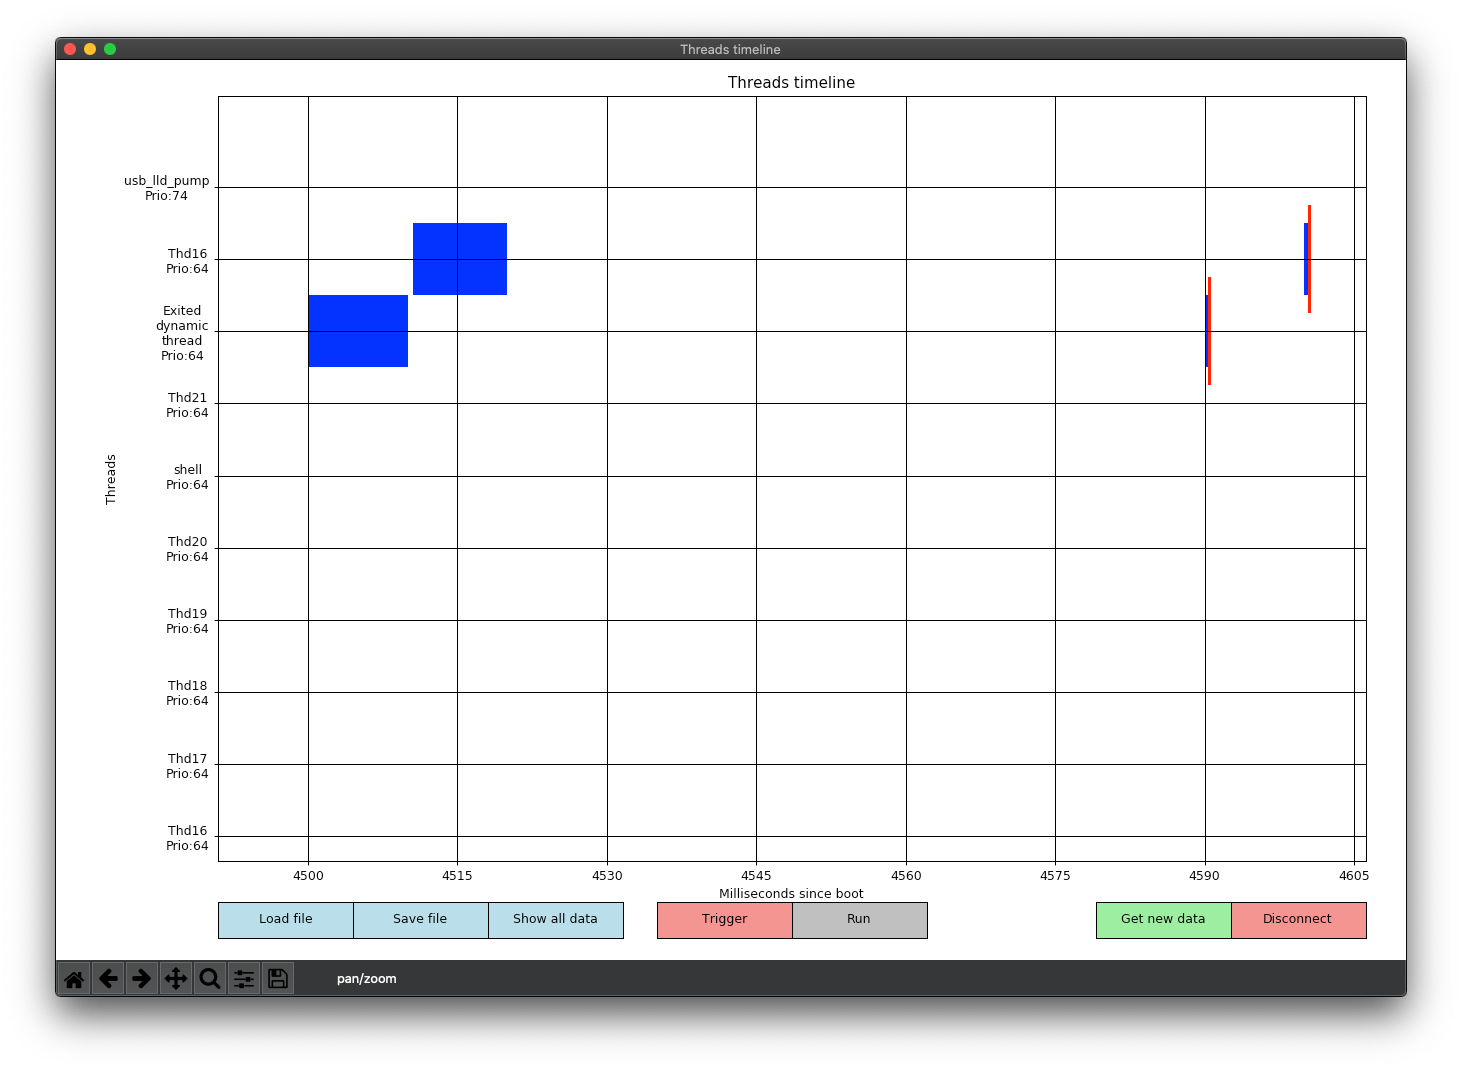 Threads timeline
Threads timeline
usb_lld_pump
Prio:74
Thd16
Prio:64
Exited
dynamic
thread
Prio:64
Thd21
Prio:64
shell
Prio:64
Thd20
Prio:64
Thd19
Prio:64
Thd18
Prio:64
Thd17
Prio:64
Thd16
Prio:64
Threads
4500 4515 4530 4545 4560 4575 4590 4605
Milliseconds since boot
Load file Save file Show all data Trigger Run Get new data Disconnect
pan/zoom